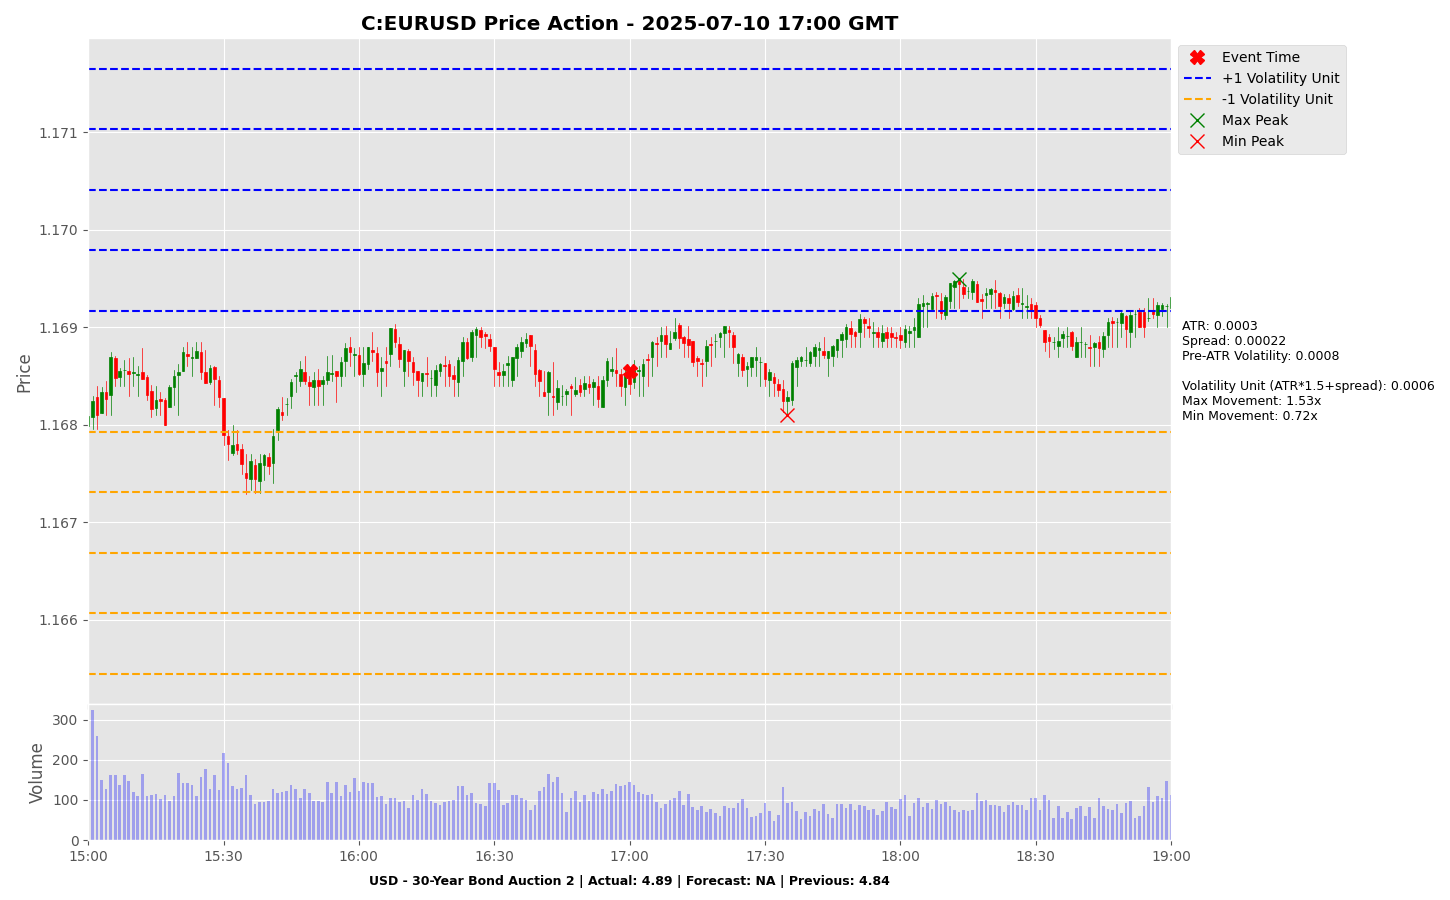 C:EURUSD Price Action - 2025-07-10 17:00 GMT
Event Time
+1 Volatility Unit
-1 Volatility Unit
Max Peak
Min Peak
Price
1.171
1.170
1.169
1.168
1.167
1.166
ATR: 0.0003
Spread: 0.00022
Pre-ATR Volatility: 0.0008
Volatility Unit (ATR*1.5+spread): 0.0006
Max Movement: 1.53x
Min Movement: 0.72x
Volume
300
200
100
0
15:00 15:30 16:00 16:30 17:00 17:30 18:00 18:30 19:00
USD - 30-Year Bond Auction 2 | Actual: 4.89 | Forecast: NA | Previous: 4.84